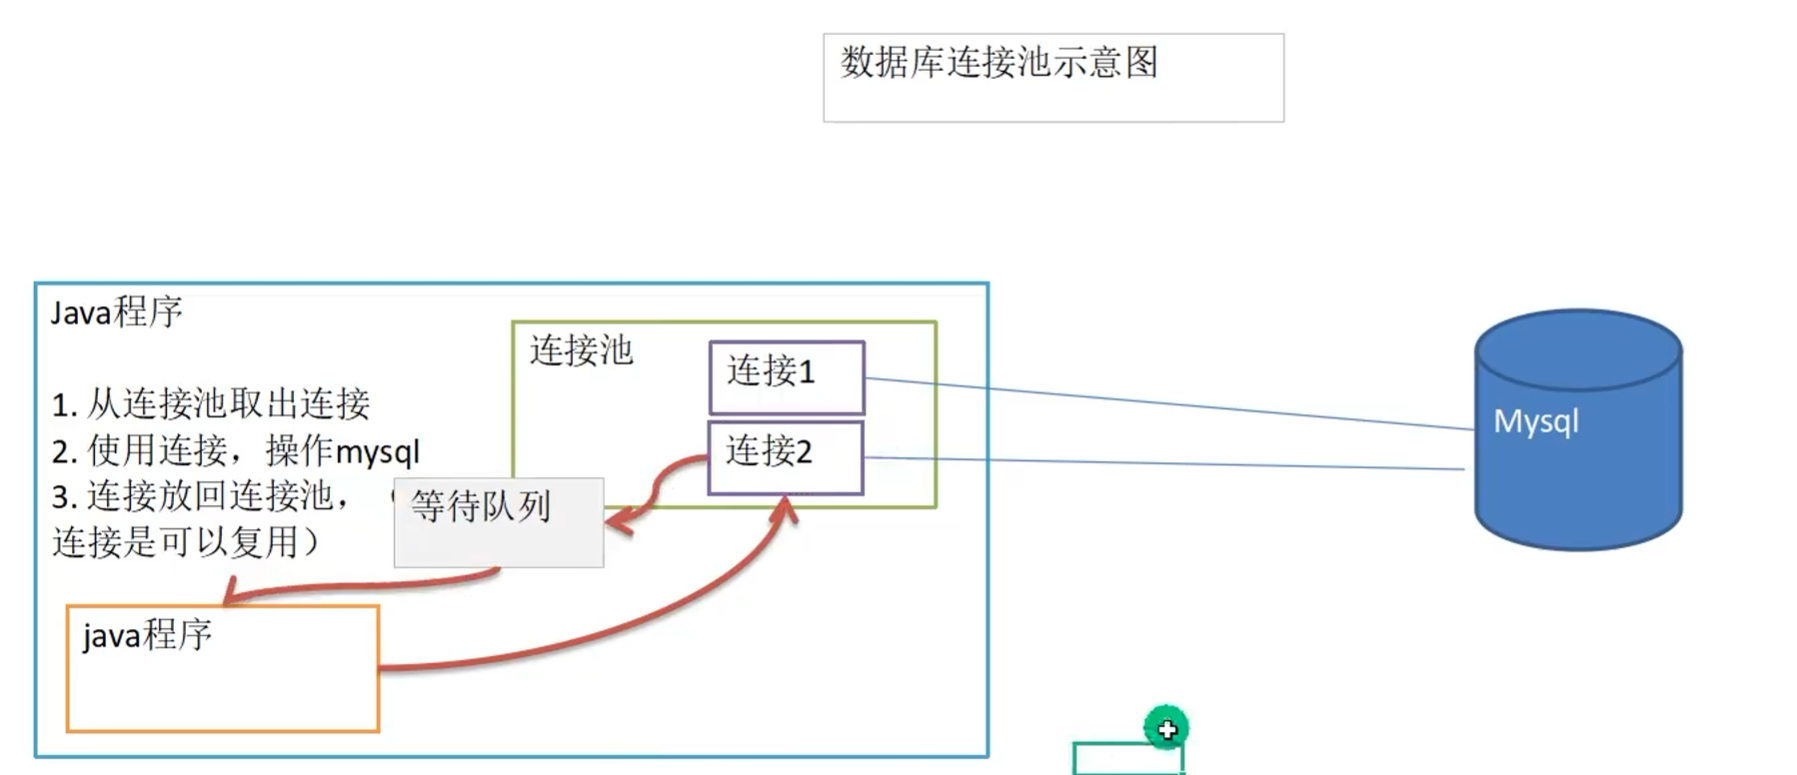 数据库连接池示意图
Java程序
1. 从连接池取出连接
2. 使用连接，操作mysql
3. 连接放回连接池，（
连接是可以复用）
连接池
连接1
连接2
等待队列
java程序
Mysql